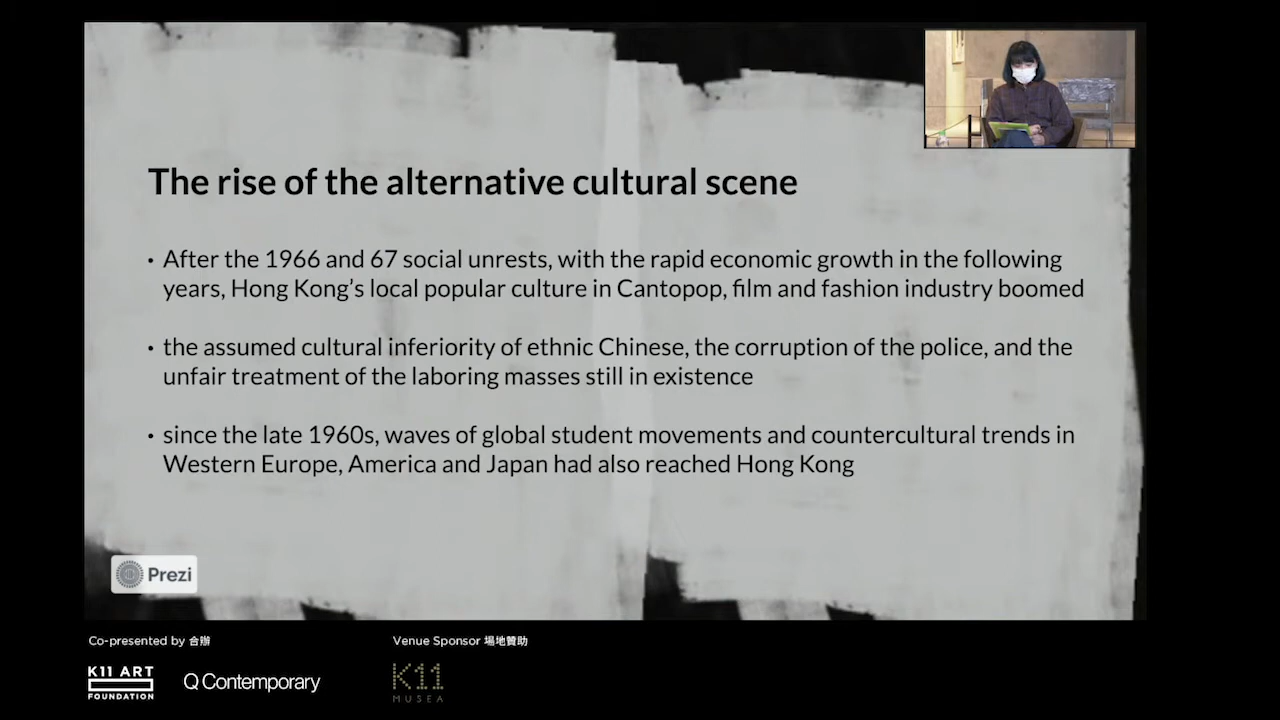 The rise of the alternative cultural scene
• After the 1966 and 67 social unrests, with the rapid economic growth in the following
years, Hong Kong’s local popular culture in Cantopop, film and fashion industry boomed
• the assumed cultural inferiority of ethnic Chinese, the corruption of the police, and the
unfair treatment of the laboring masses still in existence
• since the late 1960s, waves of global student movements and countercultural trends in
Western Europe, America and Japan had also reached Hong Kong
Prezi
Co-presented by 合辦
Venue Sponsor 場地贊助
K11 ART
FOUNDATION
Q Contemporary
K11
MUSEA